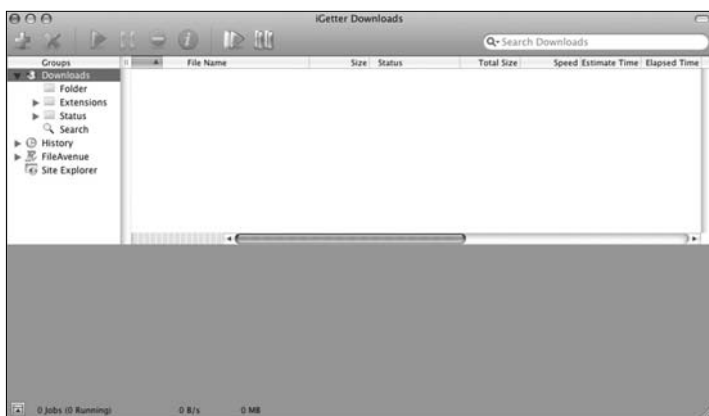 iGetter Downloads
Search Downloads
Groups File Name Size Status Total Size Speed Estimate Time Elapsed Time
Downloads
Folder
Extensions
Status
Search
History
FileAvenue
Site Explorer
0 Jobs (0 Running) 0 B/s 0 MB